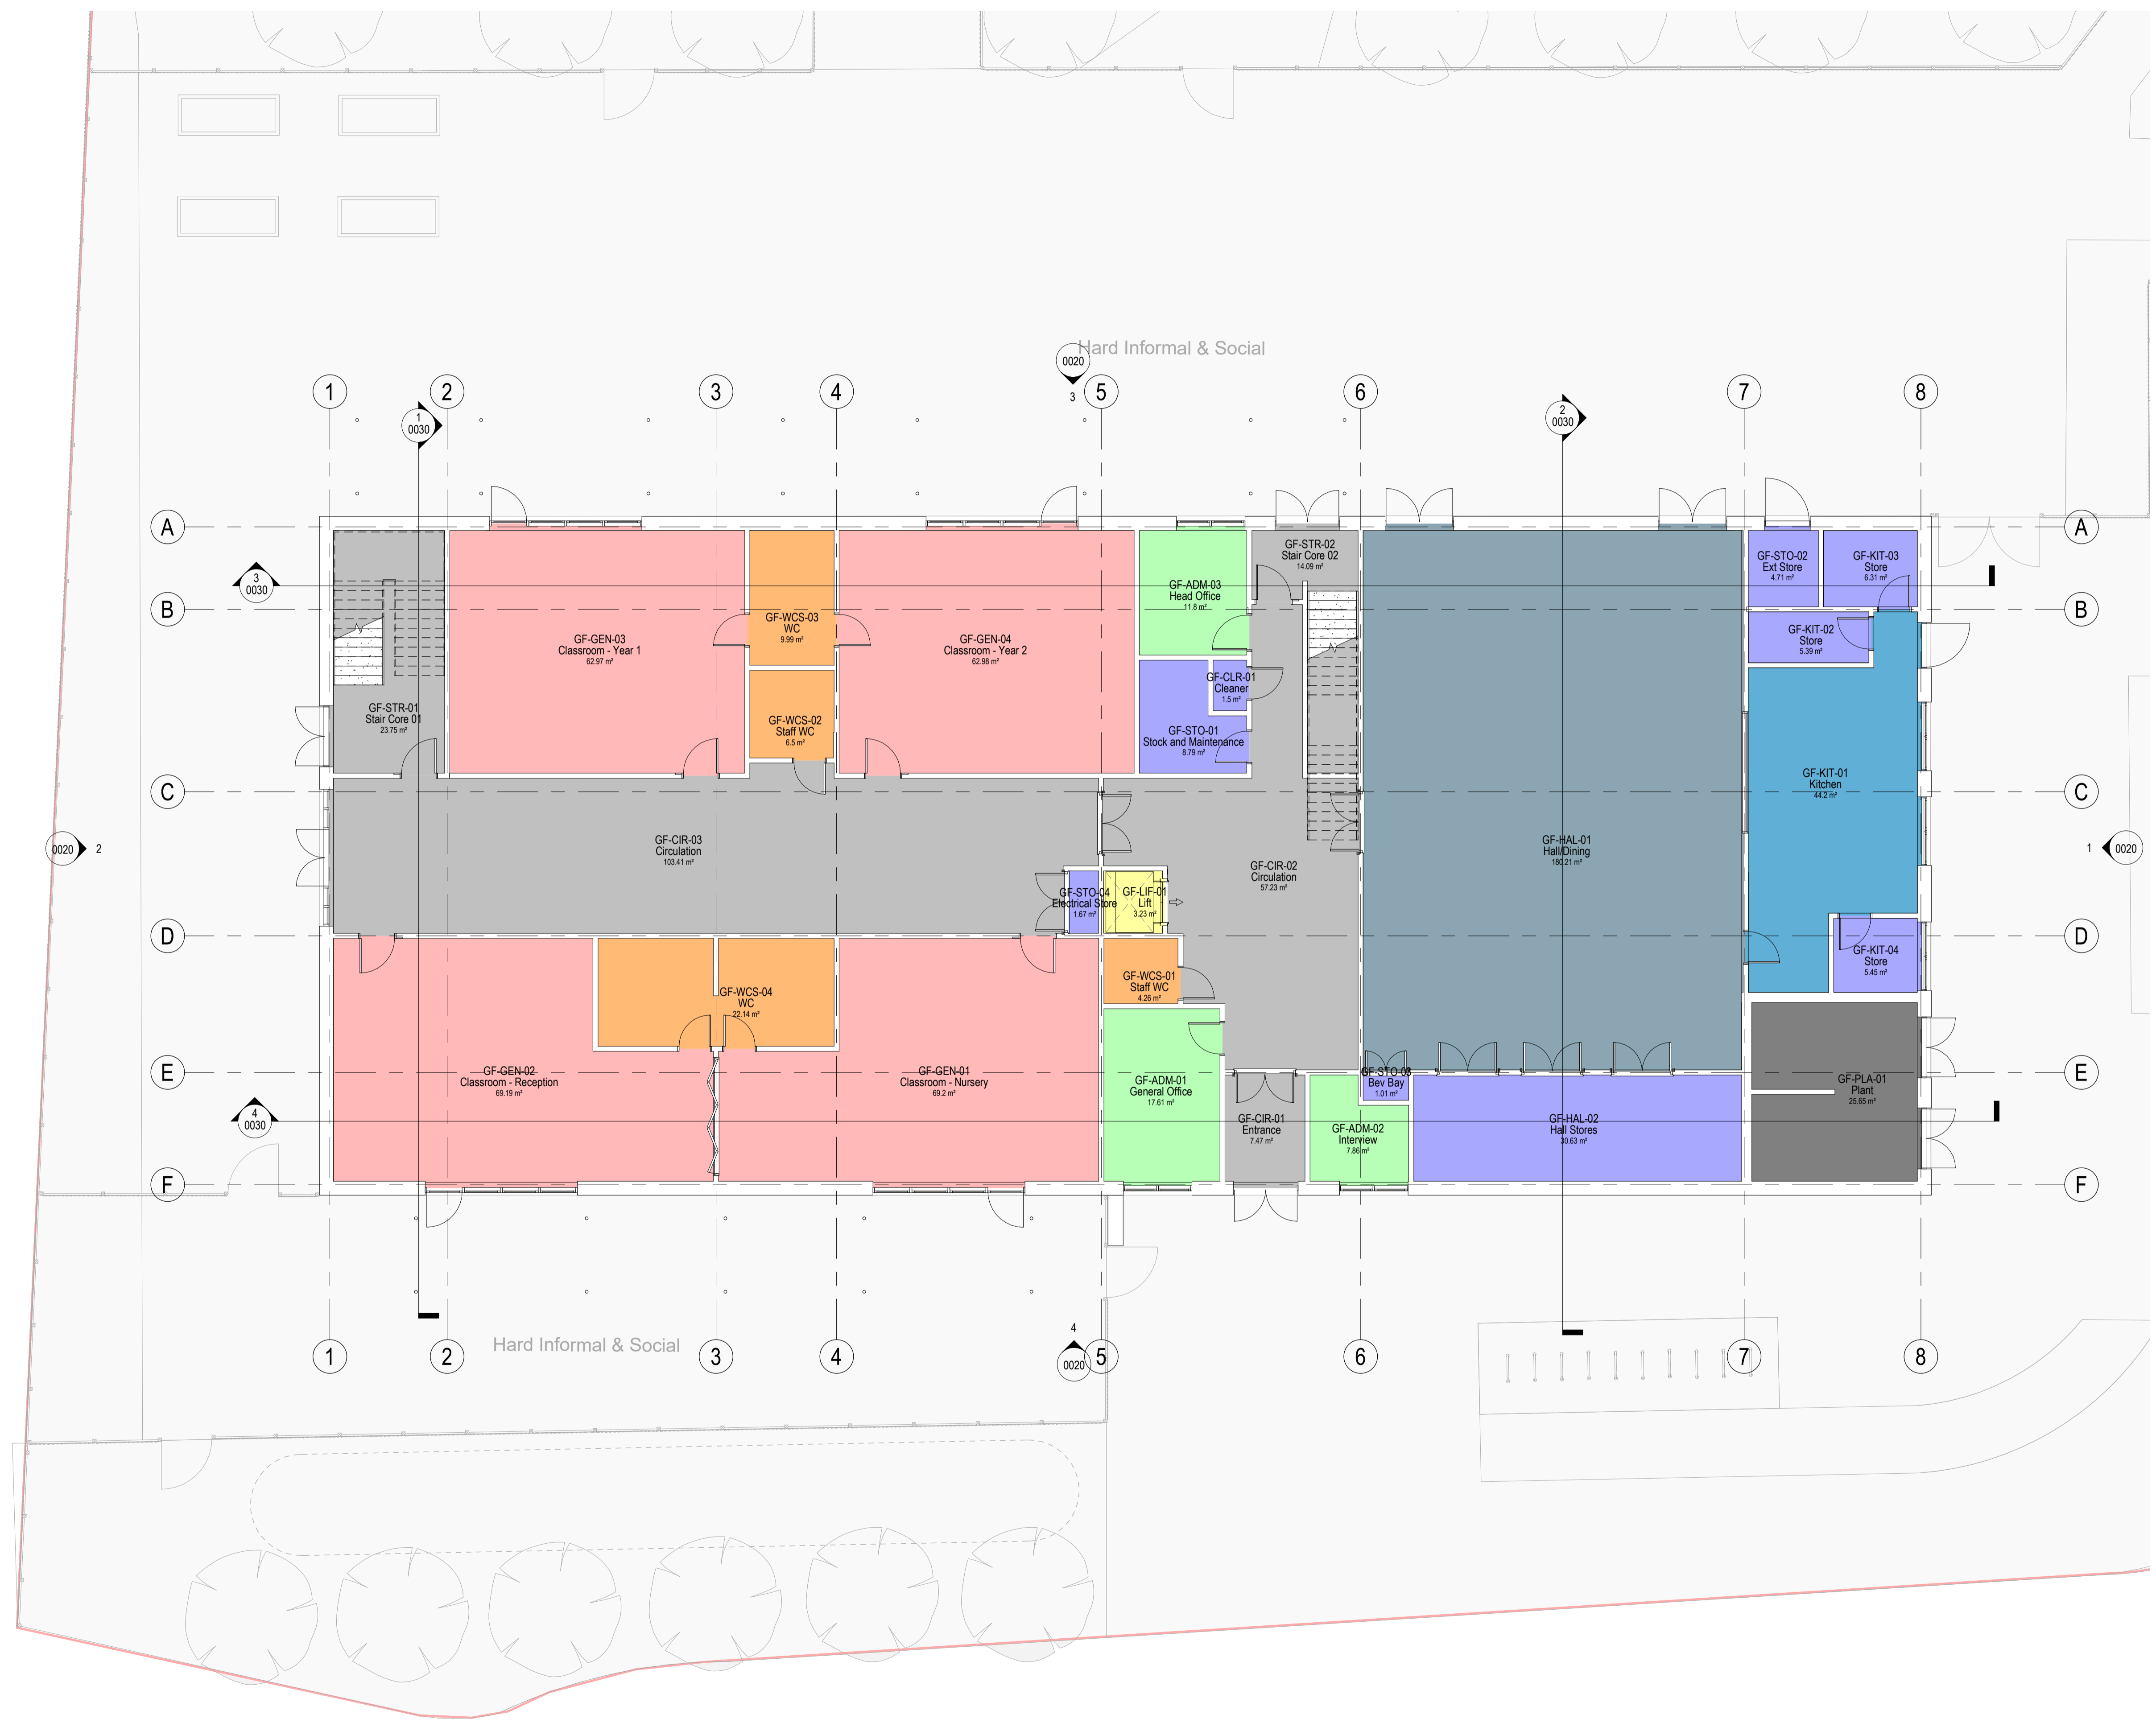 Hard Informal & Social
0020
3
1
2
3
4
5
6
7
8
1
0030
2
0030
A
A
3
0030
B
B
GF-STR-02
Stair Core 02
14.09 m²
GF-STO-02
Ext Store
4.71 m²
GF-KIT-03
Store
6.31 m²
GF-ADM-03
Head Office
11.8 m²
GF-WCS-03
WC
9.99 m²
GF-GEN-03
Classroom - Year 1
62.97 m²
GF-GEN-04
Classroom - Year 2
62.98 m²
GF-KIT-02
Store
5.39 m²
GF-CLR-01
Cleaner
1.5 m²
GF-STR-01
Stair Core 01
23.75 m²
GF-WCS-02
Staff WC
6.5 m²
GF-STO-01
Stock and Maintenance
8.79 m²
GF-KIT-01
Kitchen
44.2 m²
C
C
0020
2
GF-CIR-03
Circulation
103.41 m²
GF-HAL-01
Hall/Dining
180.21 m²
1
0020
GF-CIR-02
Circulation
57.23 m²
GF-STO-04
Electrical Store
1.67 m²
GF-LIF-01
Lift
3.23 m²
D
D
GF-KIT-04
Store
5.45 m²
GF-WCS-01
Staff WC
4.26 m²
GF-WCS-04
WC
22.14 m²
E
E
GF-GEN-02
Classroom - Reception
69.19 m²
GF-GEN-01
Classroom - Nursery
69.2 m²
GF-ADM-01
General Office
17.61 m²
GF-STO-03
Bev Bay
1.01 m²
GF-PLA-01
Plant
25.65 m²
4
0030
GF-CIR-01
Entrance
7.47 m²
GF-ADM-02
Interview
7.86 m²
GF-HAL-02
Hall Stores
30.63 m²
F
F
Hard Informal & Social
4
0020
1
2
3
4
5
6
7
8